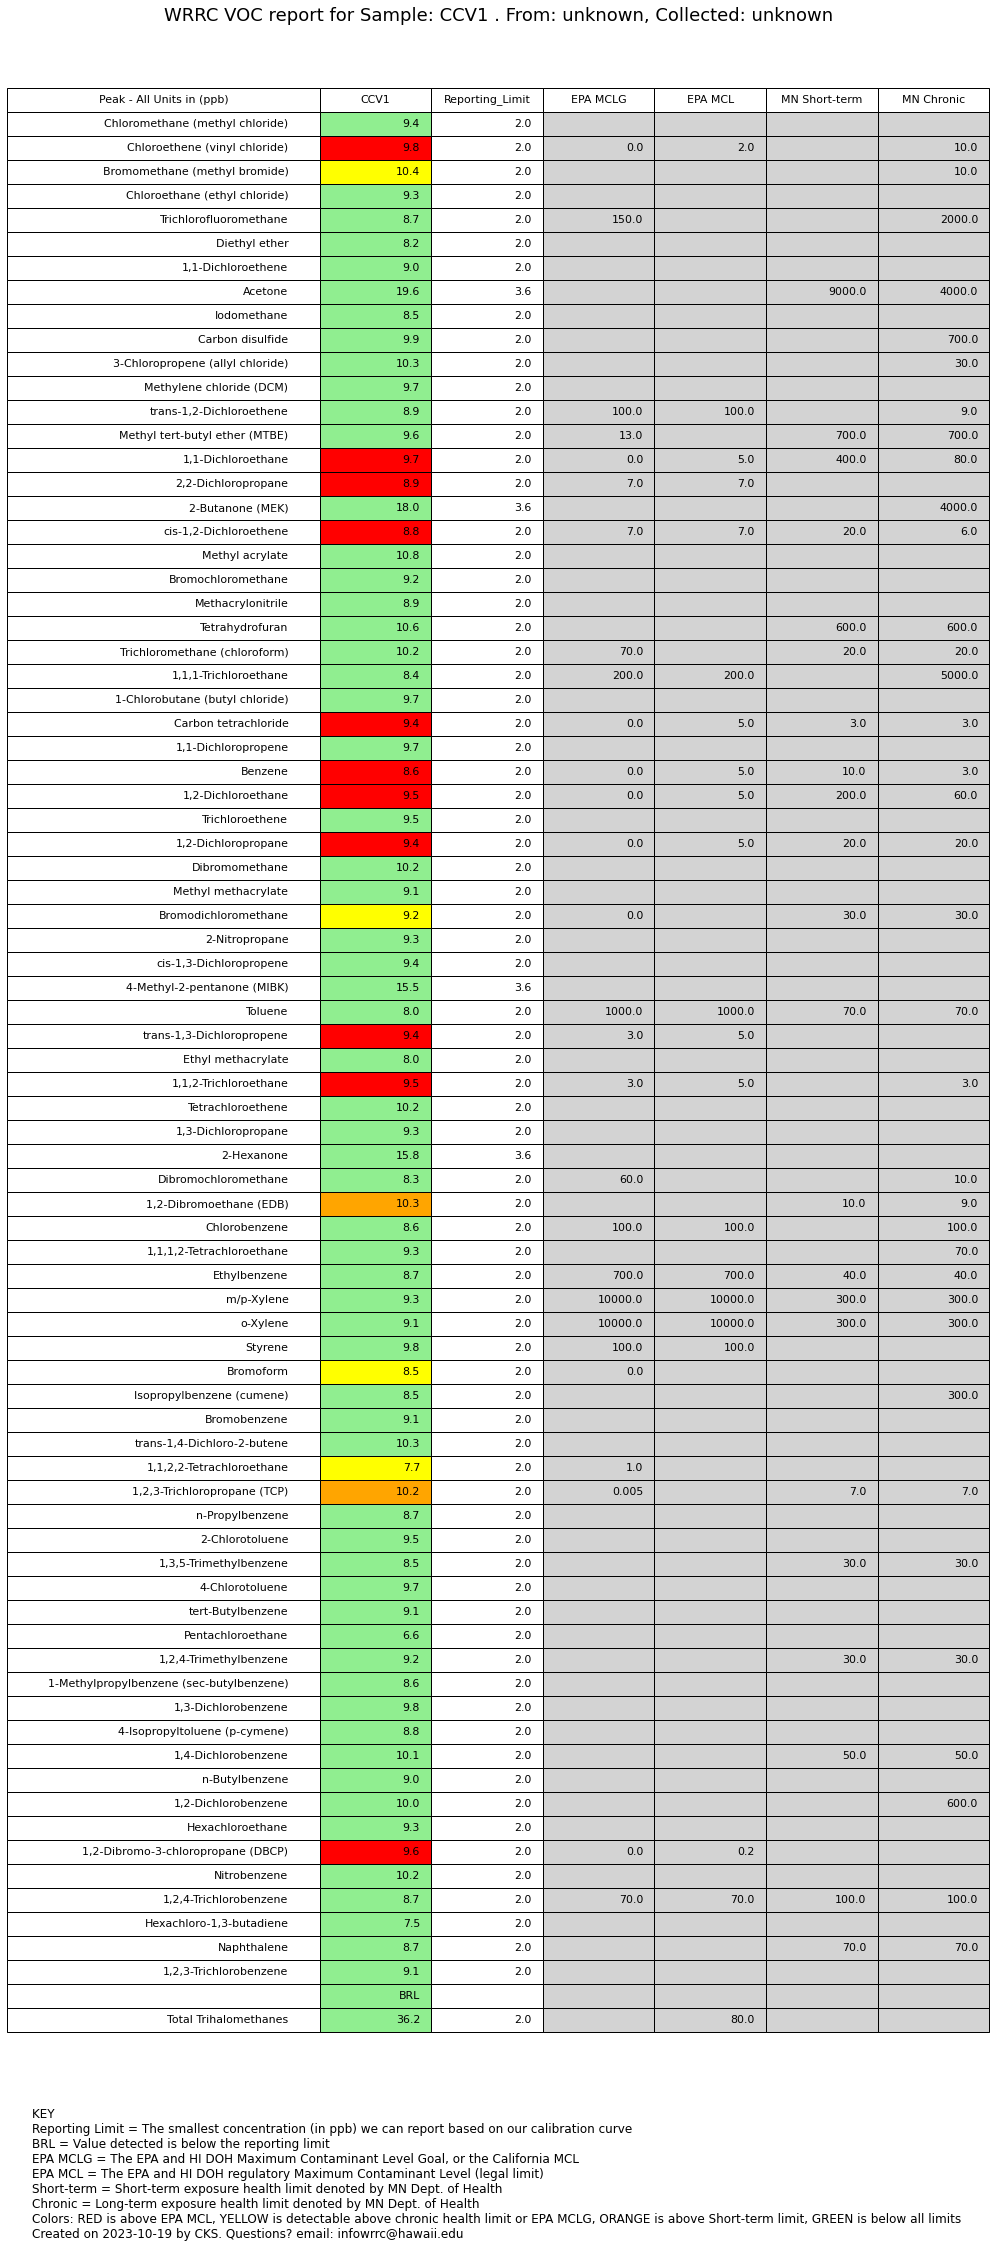 WRRC VOC report for Sample: CCV1 . From: unknown, Collected: unknown
Peak - All Units in (ppb) CCV1 Reporting_Limit EPA MCLG EPA MCL MN Short-term MN Chronic
Chloromethane (methyl chloride) 9.4 2.0
Chloroethene (vinyl chloride) 9.8 2.0 0.0 2.0 10.0
Bromomethane (methyl bromide) 10.4 2.0 10.0
Chloroethane (ethyl chloride) 9.3 2.0
Trichlorofluoromethane 8.7 2.0 150.0 2000.0
Diethyl ether 8.2 2.0
1,1-Dichloroethene 9.0 2.0
Acetone 19.6 3.6 9000.0 4000.0
Iodomethane 8.5 2.0
Carbon disulfide 9.9 2.0 700.0
3-Chloropropene (allyl chloride) 10.3 2.0 30.0
Methylene chloride (DCM) 9.7 2.0
trans-1,2-Dichloroethene 8.9 2.0 100.0 100.0 9.0
Methyl tert-butyl ether (MTBE) 9.6 2.0 13.0 700.0 700.0
1,1-Dichloroethane 9.7 2.0 0.0 5.0 400.0 80.0
2,2-Dichloropropane 8.9 2.0 7.0 7.0
2-Butanone (MEK) 18.0 3.6 4000.0
cis-1,2-Dichloroethene 8.8 2.0 7.0 7.0 20.0 6.0
Methyl acrylate 10.8 2.0
Bromochloromethane 9.2 2.0
Methacrylonitrile 8.9 2.0
Tetrahydrofuran 10.6 2.0 600.0 600.0
Trichloromethane (chloroform) 10.2 2.0 70.0 20.0 20.0
1,1,1-Trichloroethane 8.4 2.0 200.0 200.0 5000.0
1-Chlorobutane (butyl chloride) 9.7 2.0
Carbon tetrachloride 9.4 2.0 0.0 5.0 3.0 3.0
1,1-Dichloropropene 9.7 2.0
Benzene 8.6 2.0 0.0 5.0 10.0 3.0
1,2-Dichloroethane 9.5 2.0 0.0 5.0 200.0 60.0
Trichloroethene 9.5 2.0
1,2-Dichloropropane 9.4 2.0 0.0 5.0 20.0 20.0
Dibromomethane 10.2 2.0
Methyl methacrylate 9.1 2.0
Bromodichloromethane 9.2 2.0 0.0 30.0 30.0
2-Nitropropane 9.3 2.0
cis-1,3-Dichloropropene 9.4 2.0
4-Methyl-2-pentanone (MIBK) 15.5 3.6
Toluene 8.0 2.0 1000.0 1000.0 70.0 70.0
trans-1,3-Dichloropropene 9.4 2.0 3.0 5.0
Ethyl methacrylate 8.0 2.0
1,1,2-Trichloroethane 9.5 2.0 3.0 5.0 3.0
Tetrachloroethene 10.2 2.0
1,3-Dichloropropane 9.3 2.0
2-Hexanone 15.8 3.6
Dibromochloromethane 8.3 2.0 60.0 10.0
1,2-Dibromoethane (EDB) 10.3 2.0 10.0 9.0
Chlorobenzene 8.6 2.0 100.0 100.0 100.0
1,1,1,2-Tetrachloroethane 9.3 2.0 70.0
Ethylbenzene 8.7 2.0 700.0 700.0 40.0 40.0
m/p-Xylene 9.3 2.0 10000.0 10000.0 300.0 300.0
o-Xylene 9.1 2.0 10000.0 10000.0 300.0 300.0
Styrene 9.8 2.0 100.0 100.0
Bromoform 8.5 2.0 0.0
Isopropylbenzene (cumene) 8.5 2.0 300.0
Bromobenzene 9.1 2.0
trans-1,4-Dichloro-2-butene 10.3 2.0
1,1,2,2-Tetrachloroethane 7.7 2.0 1.0
1,2,3-Trichloropropane (TCP) 10.2 2.0 0.005 7.0 7.0
n-Propylbenzene 8.7 2.0
2-Chlorotoluene 9.5 2.0
1,3,5-Trimethylbenzene 8.5 2.0 30.0 30.0
4-Chlorotoluene 9.7 2.0
tert-Butylbenzene 9.1 2.0
Pentachloroethane 6.6 2.0
1,2,4-Trimethylbenzene 9.2 2.0 30.0 30.0
1-Methylpropylbenzene (sec-butylbenzene) 8.6 2.0
1,3-Dichlorobenzene 9.8 2.0
4-Isopropyltoluene (p-cymene) 8.8 2.0
1,4-Dichlorobenzene 10.1 2.0 50.0 50.0
n-Butylbenzene 9.0 2.0
1,2-Dichlorobenzene 10.0 2.0 600.0
Hexachloroethane 9.3 2.0
1,2-Dibromo-3-chloropropane (DBCP) 9.6 2.0 0.0 0.2
Nitrobenzene 10.2 2.0
1,2,4-Trichlorobenzene 8.7 2.0 70.0 70.0 100.0 100.0
Hexachloro-1,3-butadiene 7.5 2.0
Naphthalene 8.7 2.0 70.0 70.0
1,2,3-Trichlorobenzene 9.1 2.0
BRL
Total Trihalomethanes 36.2 2.0 80.0
KEY
Reporting Limit = The smallest concentration (in ppb) we can report based on our calibration curve
BRL = Value detected is below the reporting limit
EPA MCLG = The EPA and HI DOH Maximum Contaminant Level Goal, or the California MCL
EPA MCL = The EPA and HI DOH regulatory Maximum Contaminant Level (legal limit)
Short-term = Short-term exposure health limit denoted by MN Dept. of Health
Chronic = Long-term exposure health limit denoted by MN Dept. of Health
Colors: RED is above EPA MCL, YELLOW is detectable above chronic health limit or EPA MCLG, ORANGE is above Short-term limit, GREEN is below all limits
Created on 2023-10-19 by CKS. Questions? email: infowrrc@hawaii.edu